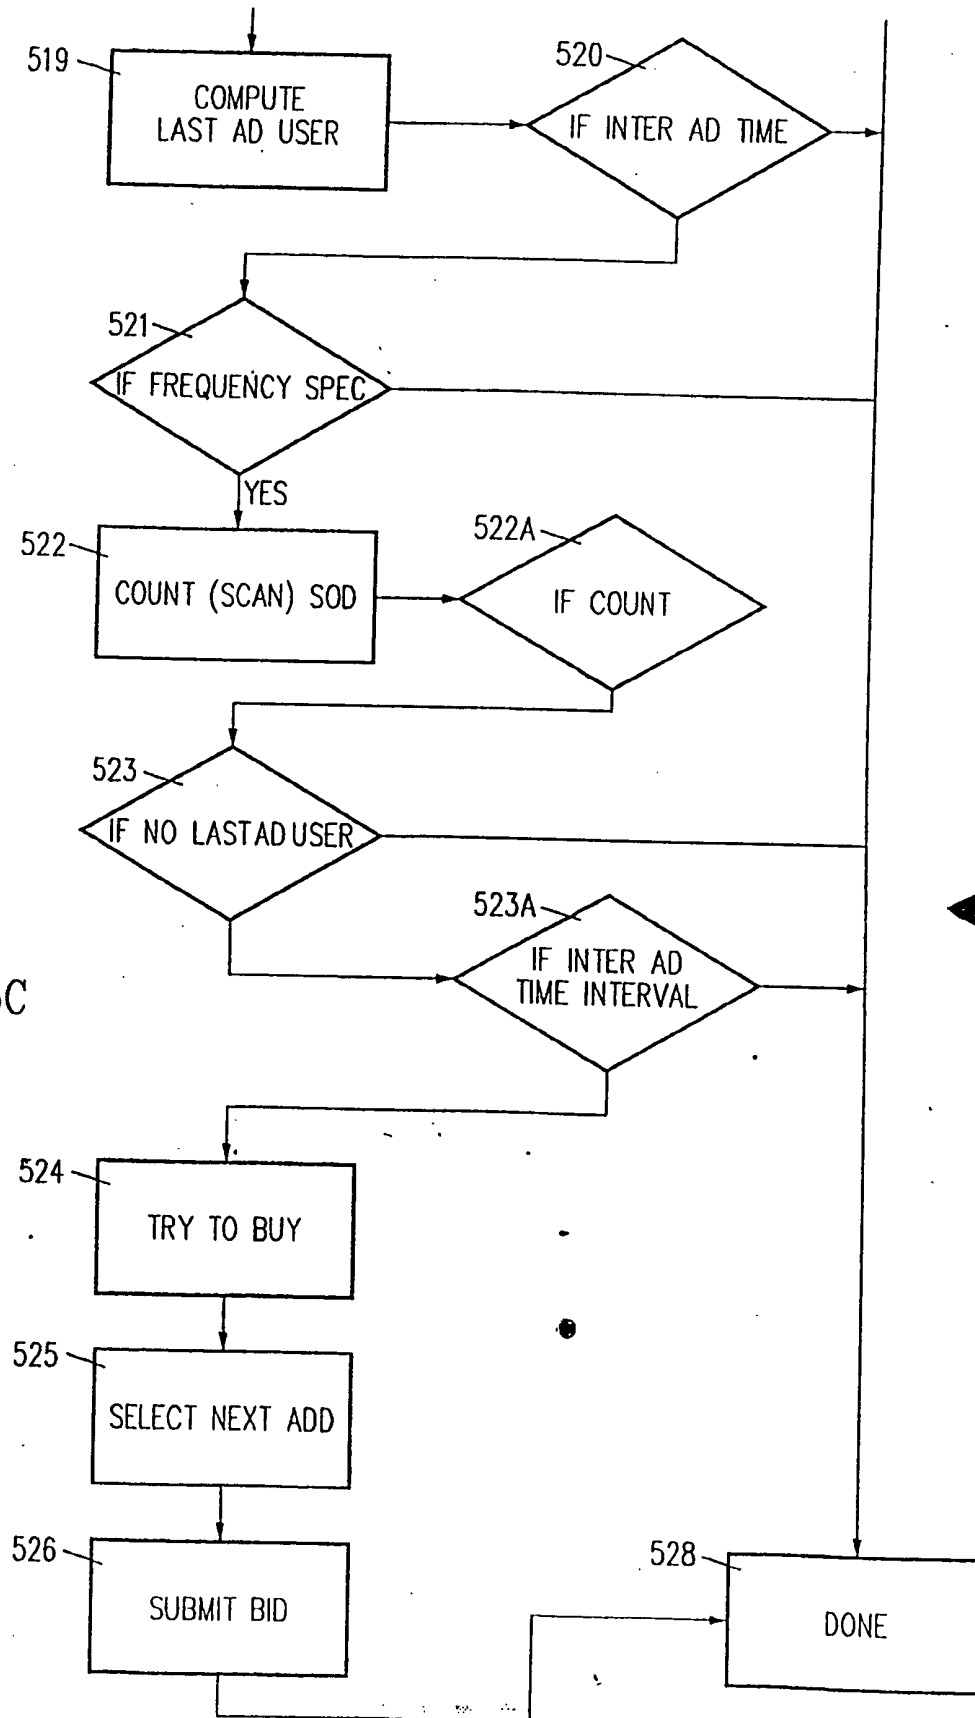 519
COMPUTE
LAST AD USER
520
IF INTER AD TIME
521
IF FREQUENCY SPEC
YES
522
COUNT (SCAN) SOD
522A
IF COUNT
523
IF NO LAST AD USER
523A
IF INTER AD
TIME INTERVAL
524
TRY TO BUY
525
SELECT NEXT ADD
526
SUBMIT BID
528
DONE